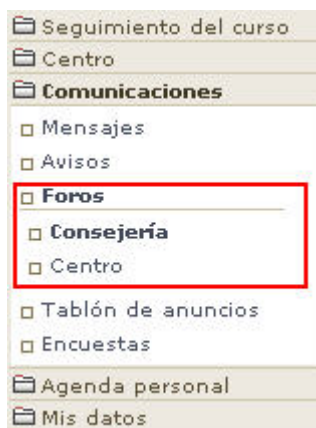 Seguimiento del curso
Centro
Comunicaciones
Mensajes
Avisos
Foros
Consejería
Centro
Tablón de anuncios
Encuestas
Agenda personal
Mis datos